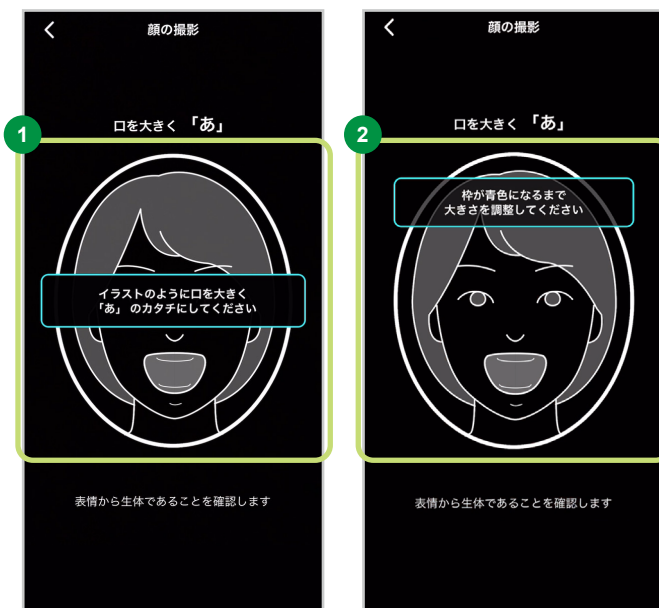 顔の撮影
口を大きく 「あ」
1
イラストのように口を大きく
「あ」 のカタチにしてください
表情から生体であることを確認します
顔の撮影
口を大きく 「あ」
2
枠が青色になるまで
大きさを調整してください
表情から生体であることを確認します